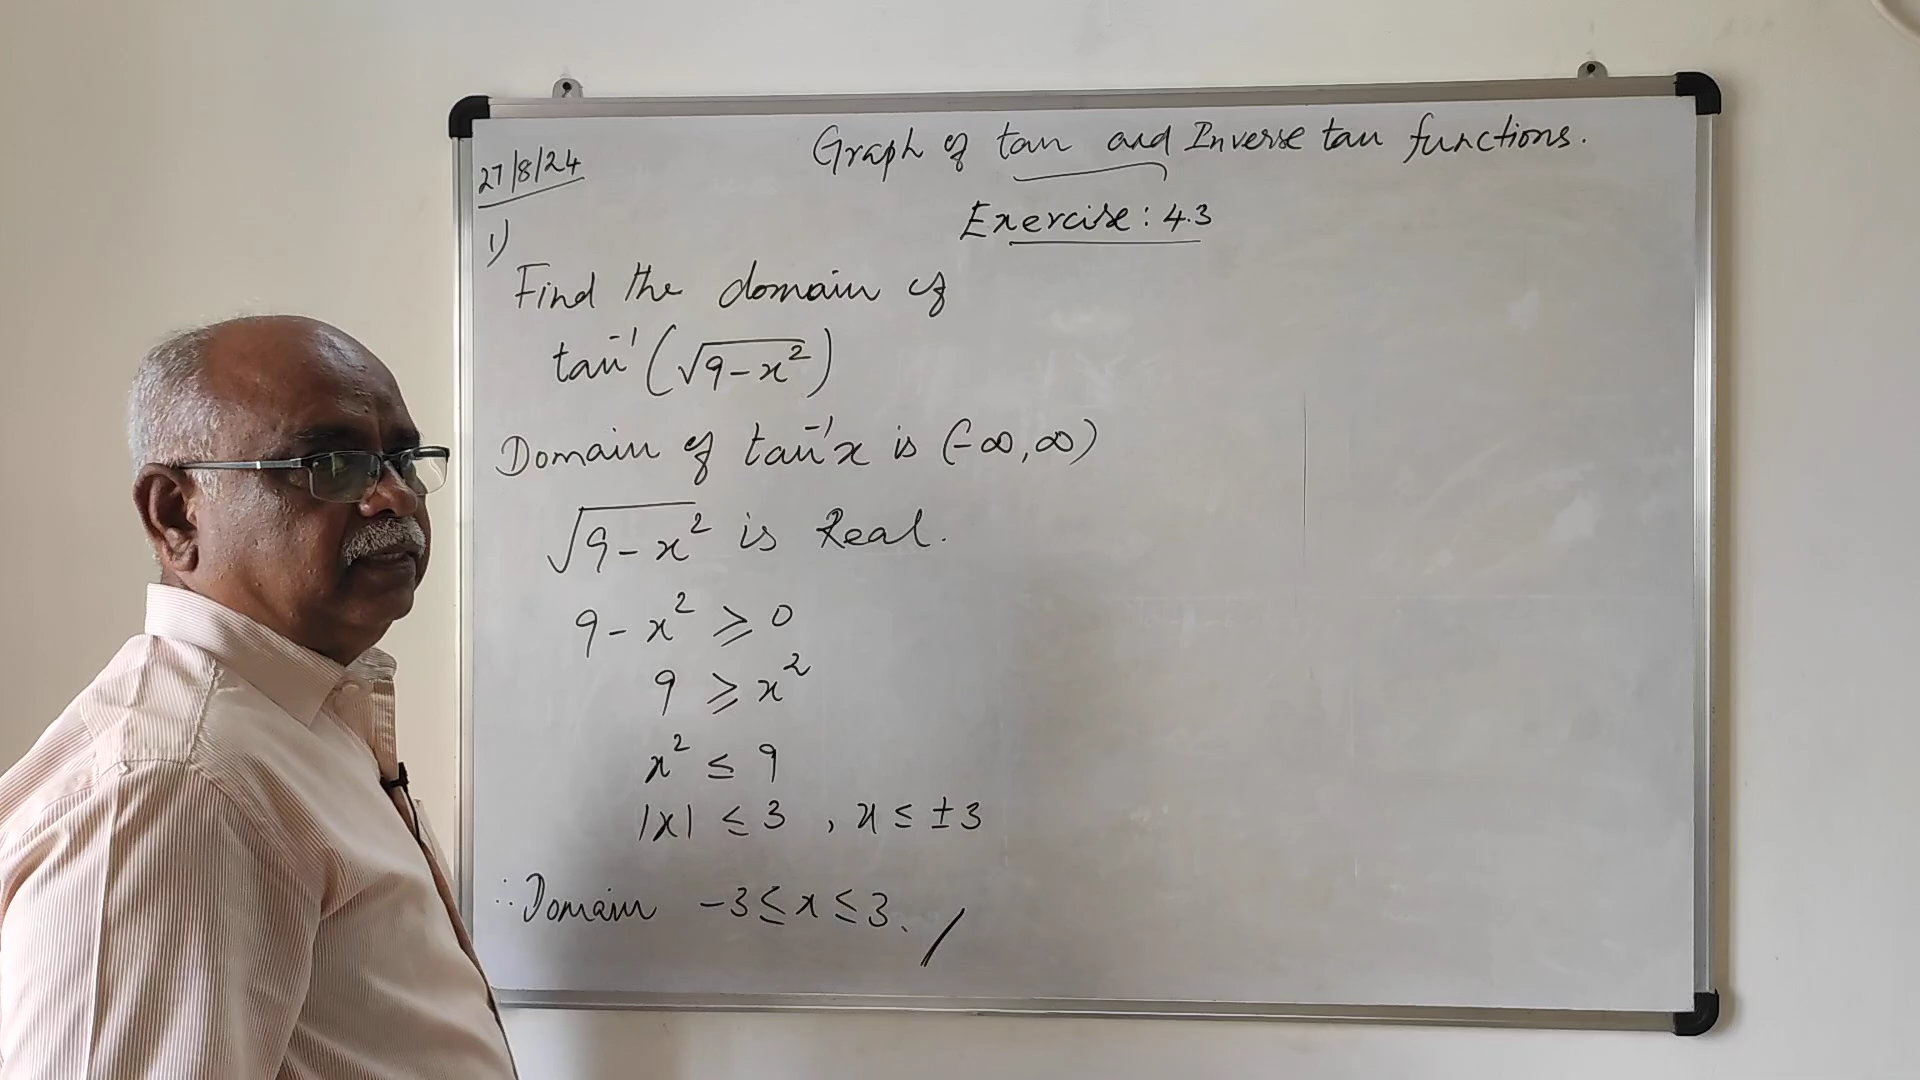 27/8/24
Graph of tan and Inverse tan functions.
Exercise: 4.3
1)
Find the domain of
tan⁻¹(√9-x²)
Domain of tan⁻¹x is (-∞,∞)
√9-x² is Real.
9-x² ⩾ 0
9 ⩾ x²
x² ≤ 9
|x| ≤ 3 , x ≤ ±3
∴ Domain -3≤x≤3.